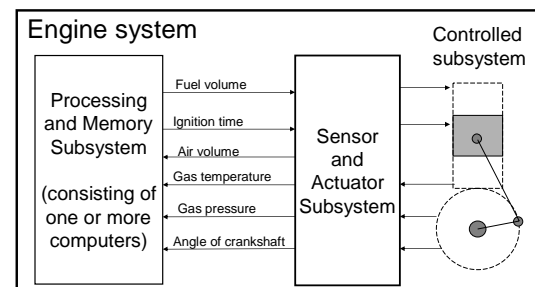 Engine system
Controlled
subsystem
Processing
and Memory
Subsystem
(consisting of
one or more
computers)
Fuel volume
Ignition time
Air volume
Gas temperature
Gas pressure
Angle of crankshaft
Sensor
and
Actuator
Subsystem